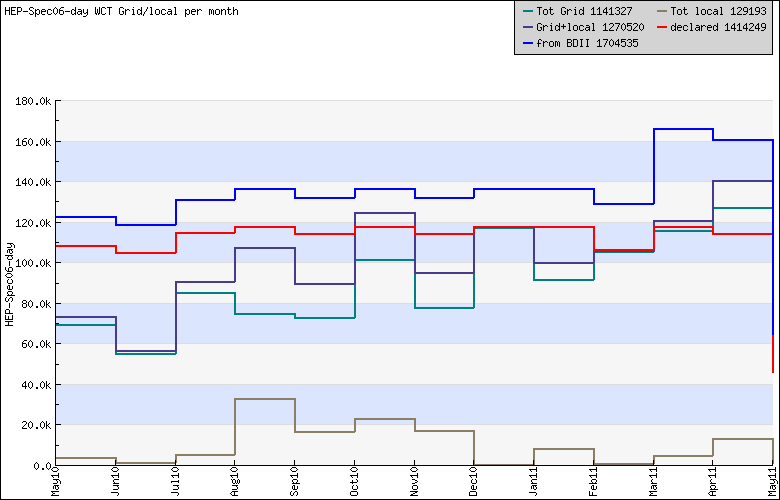 HEP-Spec06-day WCT Grid/local per month
Tot Grid 1141327
Tot local 129193
Grid+local 1270520
declared 1414249
from BDII 1704535
180.0k
160.0k
140.0k
120.0k
100.0k
80.0k
60.0k
40.0k
20.0k
0.0
HEP-Spec06-day
May10
Jun10
Jul10
Aug10
Sep10
Oct10
Nov10
Dec10
Jan11
Feb11
Mar11
Apr11
May11